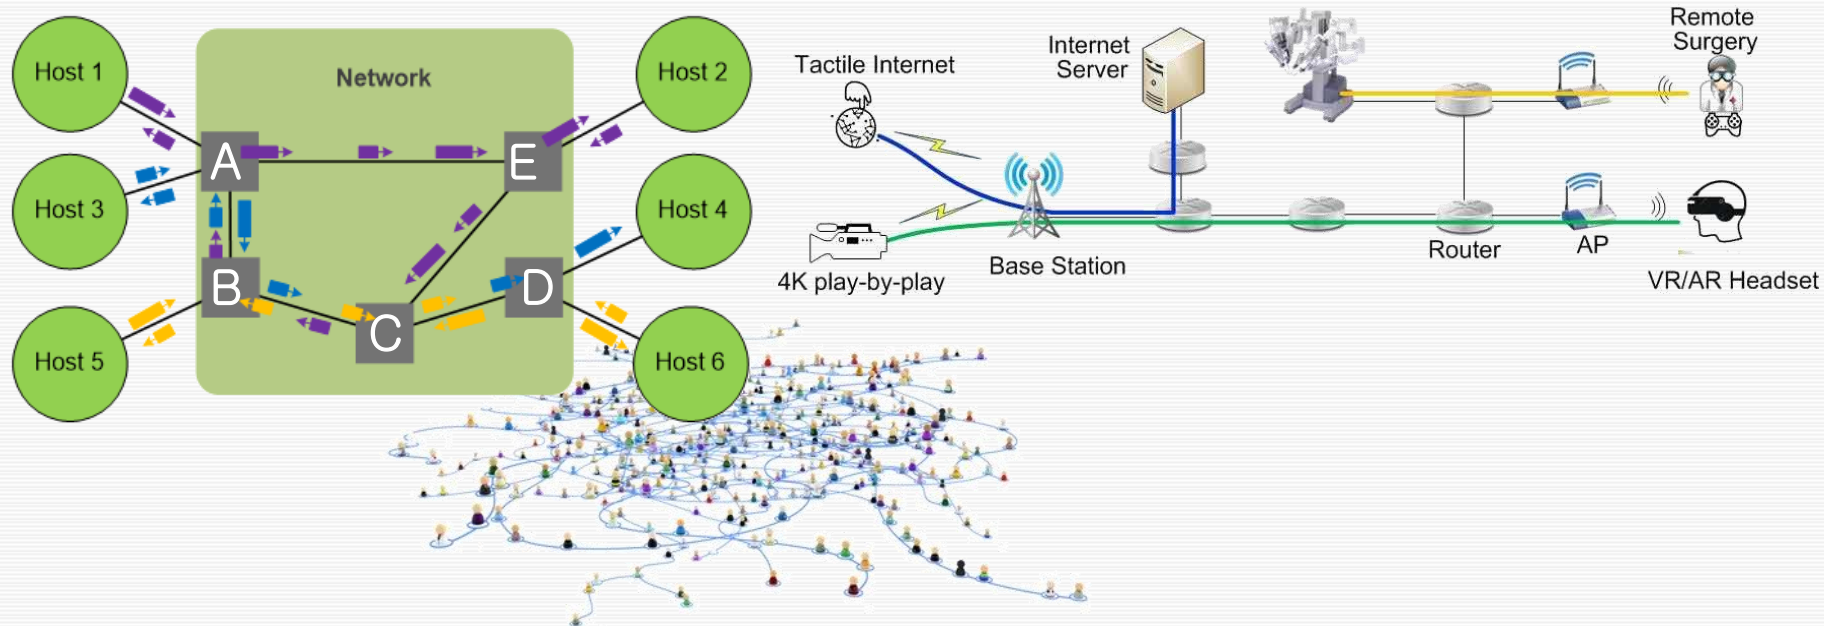 Host 1
Network
Host 2
A
E
Host 3
Host 4
B
D
C
Host 5
Host 6
Tactile Internet
Internet
Server
Remote
Surgery
4K play-by-play
Base Station
Router
AP
VR/AR Headset